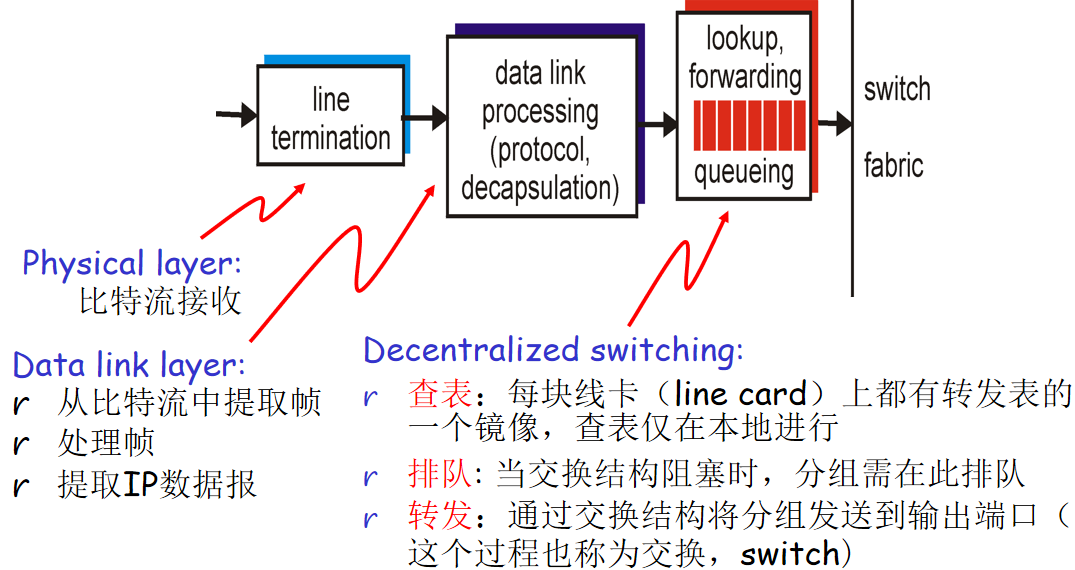 line
termination
data link
processing
(protocol,
decapsulation)
lookup,
forwarding
queueing
switch
fabric
Physical layer:
比特流接收
Data link layer:
r 从比特流中提取帧
r 处理帧
r 提取IP数据报
Decentralized switching:
r 查表：每块线卡（line card）上都有转发表的
一个镜像，查表仅在本地进行
r 排队: 当交换结构阻塞时，分组需在此排队
r 转发：通过交换结构将分组发送到输出端口（
这个过程也称为交换，switch)